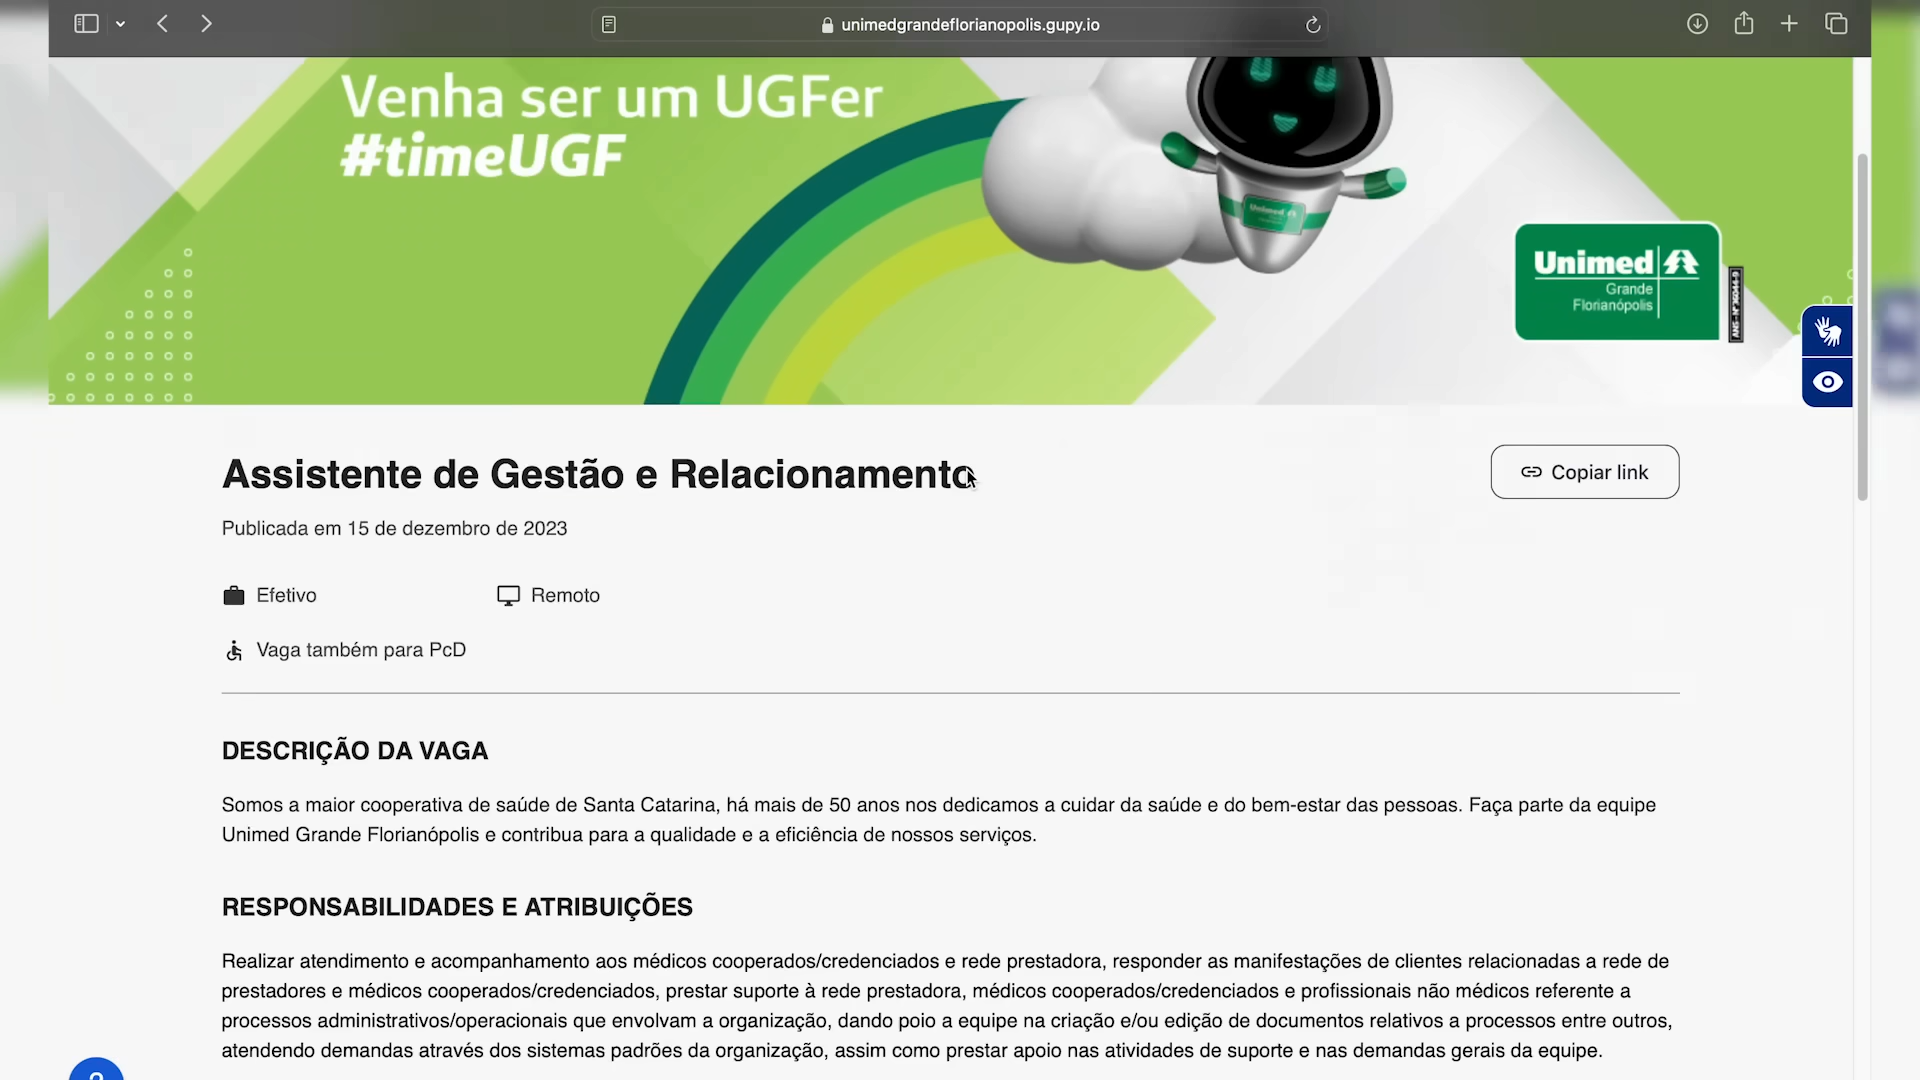 unimedgrandeflorianopolis.gupy.io
Venha ser um UGFer
#timeUGF
Unimed
Grande
Florianópolis
Assistente de Gestão e Relacionamento
Copiar link
Publicada em 15 de dezembro de 2023
Efetivo
Remoto
Vaga também para PcD
DESCRIÇÃO DA VAGA
Somos a maior cooperativa de saúde de Santa Catarina, há mais de 50 anos nos dedicamos a cuidar da saúde e do bem-estar das pessoas. Faça parte da equipe
Unimed Grande Florianópolis e contribua para a qualidade e a eficiência de nossos serviços.
RESPONSABILIDADES E ATRIBUIÇÕES
Realizar atendimento e acompanhamento aos médicos cooperados/credenciados e rede prestadora, responder as manifestações de clientes relacionadas a rede de
prestadores e médicos cooperados/credenciados, prestar suporte à rede prestadora, médicos cooperados/credenciados e profissionais não médicos referente a
processos administrativos/operacionais que envolvam a organização, dando poio a equipe na criação e/ou edição de documentos relativos a processos entre outros,
atendendo demandas através dos sistemas padrões da organização, assim como prestar apoio nas atividades de suporte e nas demandas gerais da equipe.